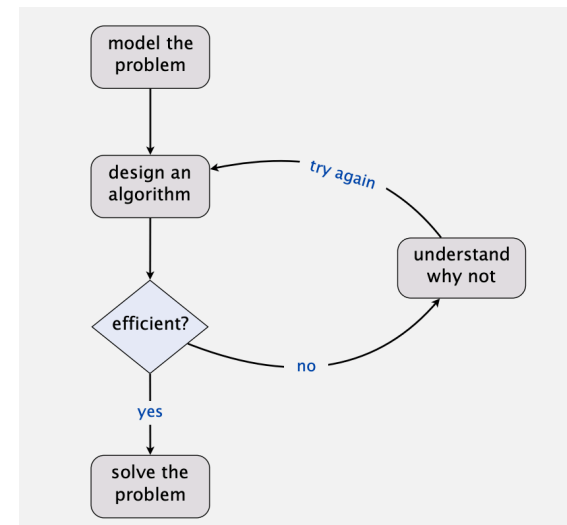 model the
problem
design an
algorithm
try again
understand
why not
efficient?
no
yes
solve the
problem